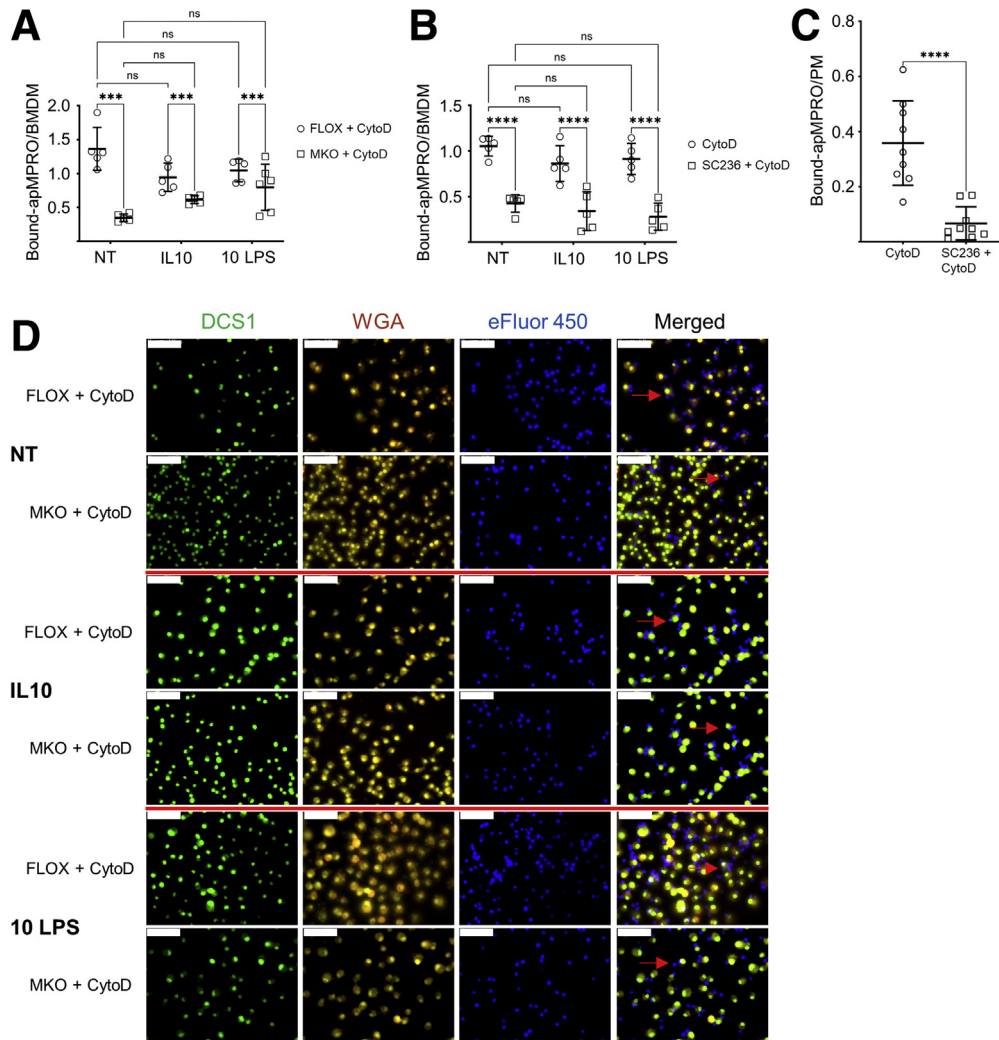 A
ns
ns
ns
ns
*** *** ***
Bound-apMPRO/BMDM
2.0
1.5
1.0
0.5
NT IL10 10 LPS
FLOX + CytoD
MKO + CytoD
B
ns
ns
ns
ns
**** **** ****
Bound-apMPRO/BMDM
1.5
1.0
0.5
NT IL10 10 LPS
CytoD
SC236 + CytoD
C
****
Bound-apMPRO/PM
0.8
0.6
0.4
0.2
CytoD SC236 +
CytoD
D
DCS1 WGA eFluor 450 Merged
FLOX + CytoD
NT
MKO + CytoD
FLOX + CytoD
IL10
MKO + CytoD
FLOX + CytoD
10 LPS
MKO + CytoD